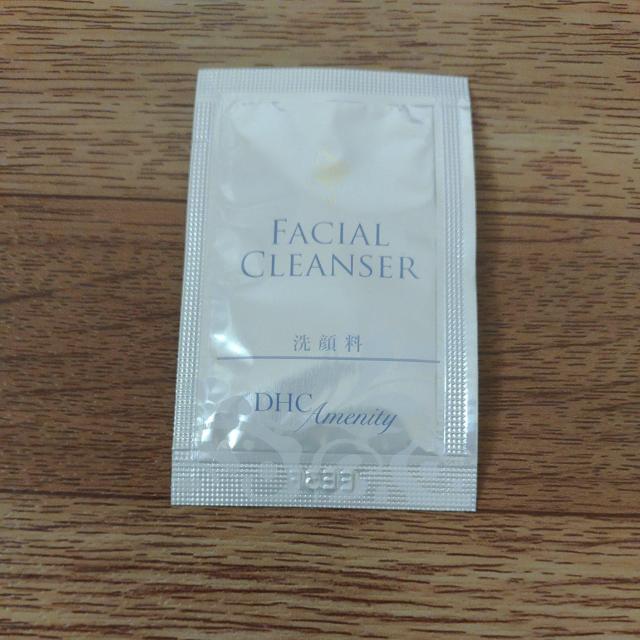 FACIAL
CLEANSER
洗顔料
DHC Amenity